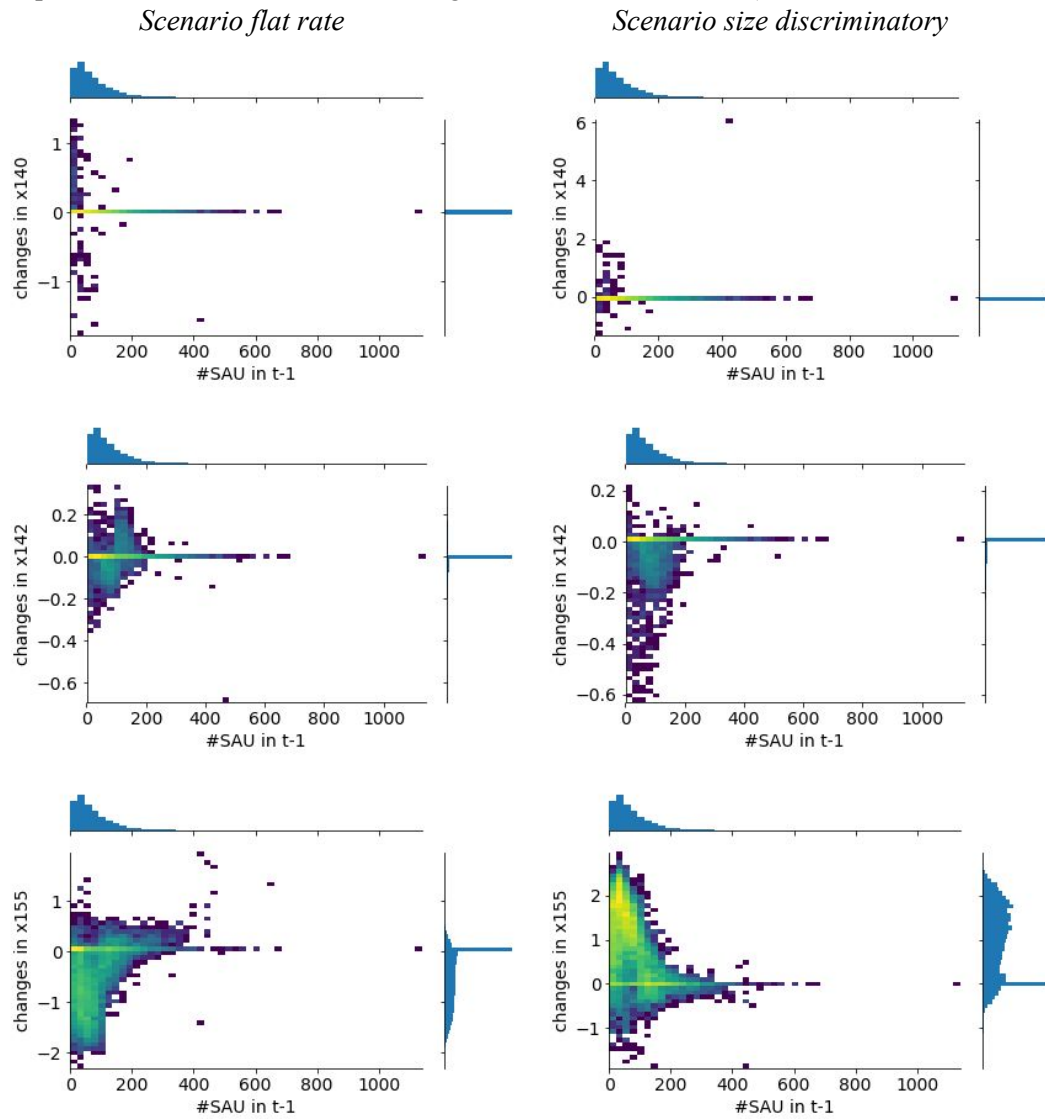 Scenario flat rate
Scenario size discriminatory
changes in x140
1
0
−1
0 200 400 600 800 1000
#SAU in t-1
changes in x140
6
4
2
0
0 200 400 600 800 1000
#SAU in t-1
changes in x142
0.2
0.0
−0.2
−0.4
−0.6
0 200 400 600 800 1000
#SAU in t-1
changes in x142
0.2
0.0
−0.2
−0.4
−0.6
0 200 400 600 800 1000
#SAU in t-1
changes in x155
1
0
−1
−2
0 200 400 600 800 1000
#SAU in t-1
changes in x155
2
1
0
−1
0 200 400 600 800 1000
#SAU in t-1